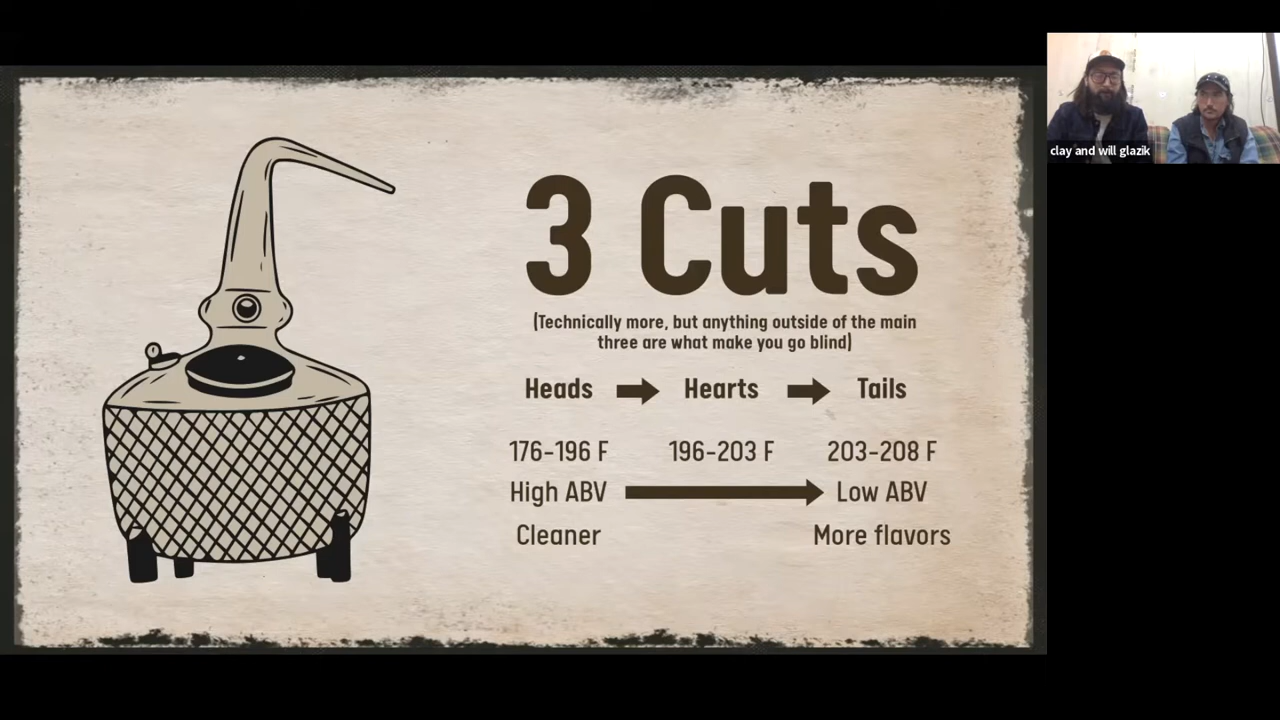 clay and will glazik
3 Cuts
(Technically more, but anything outside of the main
three are what make you go blind)
Heads Hearts Tails
176-196 F 196-203 F 203-208 F
High ABV Low ABV
Cleaner More flavors